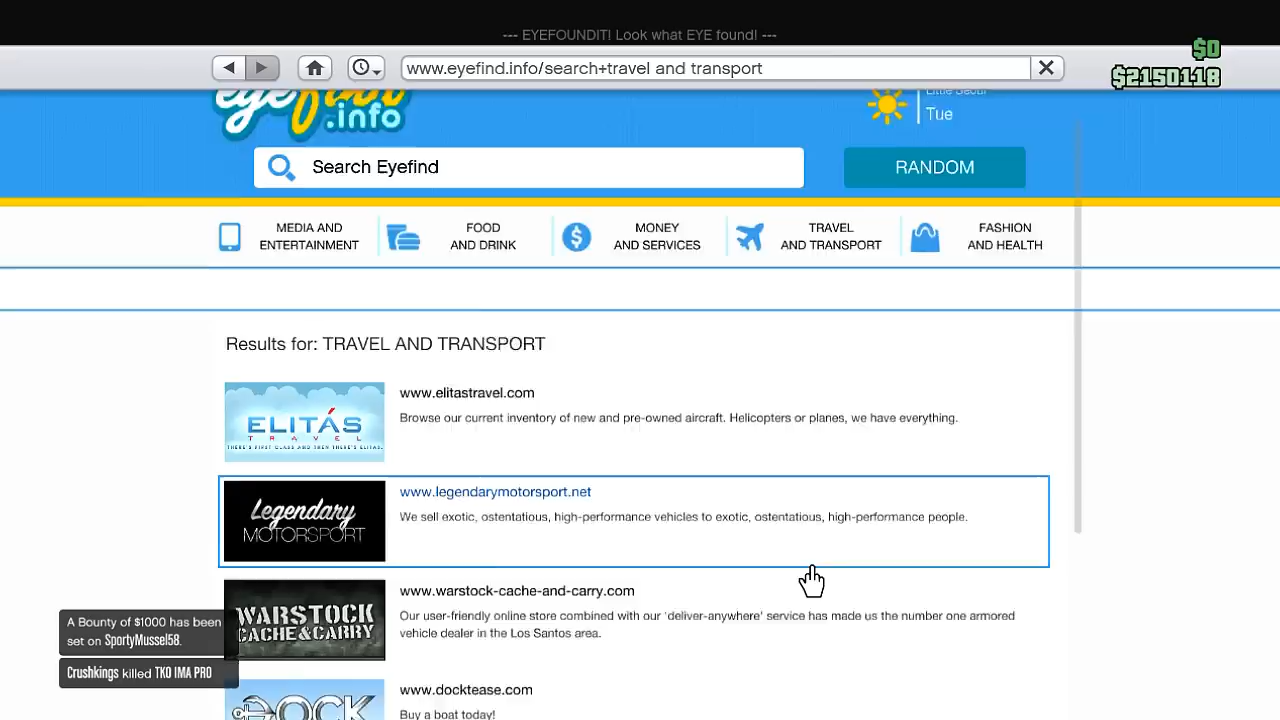 --- EYEFOUNDIT! Look what EYE found! ---
$0
www.eyefind.info/search+travel and transport
$2150118
eyefind
.info
Little Seoul
Tue
Search Eyefind
RANDOM
MEDIA AND
ENTERTAINMENT
FOOD
AND DRINK
MONEY
AND SERVICES
TRAVEL
AND TRANSPORT
FASHION
AND HEALTH
Results for: TRAVEL AND TRANSPORT
ELITÁS
TRAVEL
THERE'S FIRST CLASS AND THEN THERE'S ELITAS.
www.elitastravel.com
Browse our current inventory of new and pre-owned aircraft. Helicopters or planes, we have everything.
Legendary
MOTORSPORT
www.legendarymotorsport.net
We sell exotic, ostentatious, high-performance vehicles to exotic, ostentatious, high-performance people.
WARSTOCK
CACHE&CARRY
www.warstock-cache-and-carry.com
Our user-friendly online store combined with our 'deliver-anywhere' service has made us the number one armored
vehicle dealer in the Los Santos area.
A Bounty of $1000 has been
set on SportyMussel58.
Crushkings killed TKO IMA PRO
DOCK
www.docktease.com
Buy a boat today!